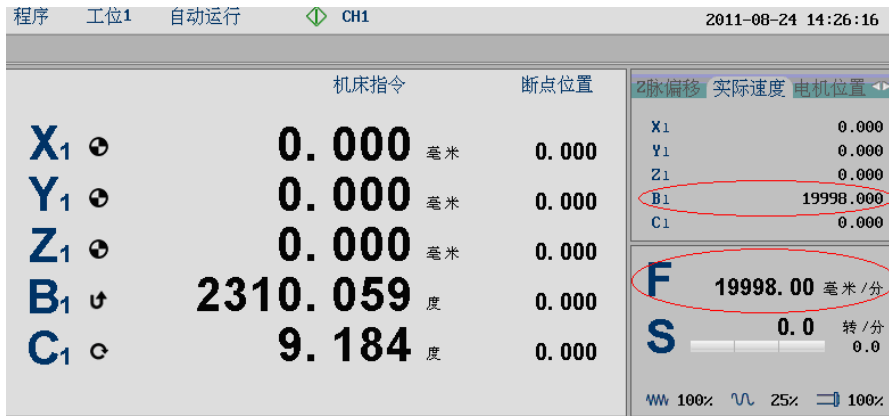 程序 工位1 自动运行 CH1 2011-08-24 14:26:16
机床指令 断点位置
Z脉偏移 实际速度 电机位置
X1 0.000 毫米 0.000
Y1 0.000 毫米 0.000
Z1 0.000 毫米 0.000
B1 2310.059 度 0.000
C1 9.184 度 0.000
X1 0.000
Y1 0.000
Z1 0.000
B1 19998.000
C1 0.000
F 19998.00 毫米/分
S 0.0 转/分
0.0
100% 25% 100%